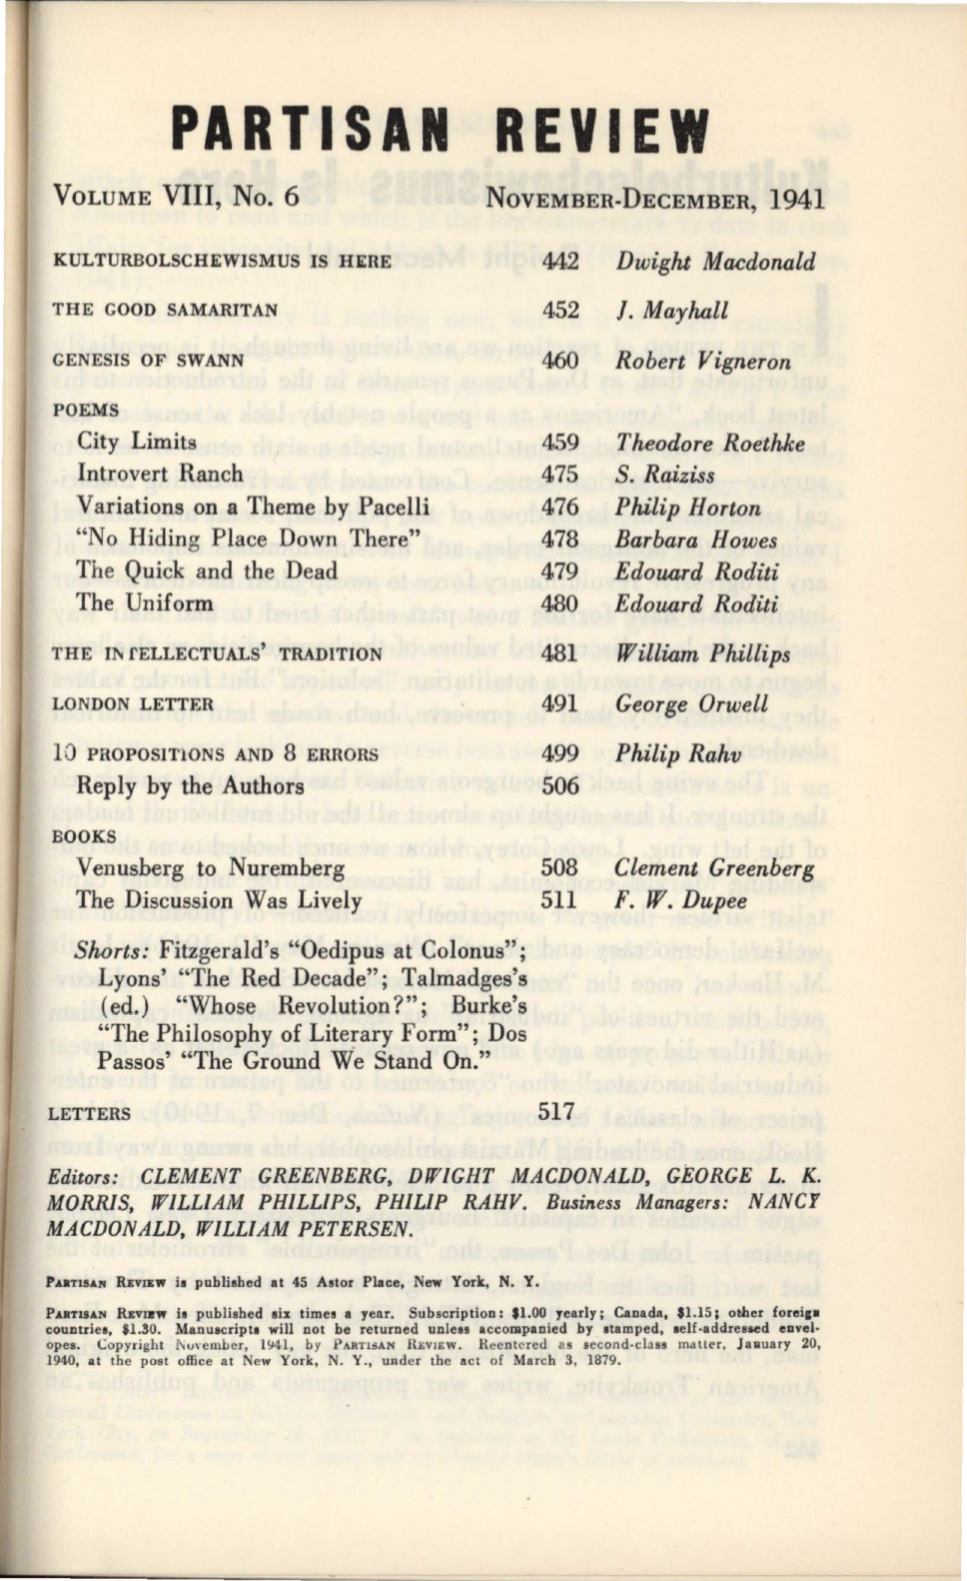 PARTISAN REVIEW
VOLUME VIII, No. 6 NOVEMBER-DECEMBER, 1941
KULTURBOLSCHEWISMUS IS HERE 442 Dwight Macdonald
THE GOOD SAMARITAN 452 J. Mayhall
GENESIS OF SWANN 460 Robert Vigneron
POEMS
City Limits 459 Theodore Roethke
Introvert Ranch 475 S. Raiziss
Variations on a Theme by Pacelli 476 Philip Horton
"No Hiding Place Down There" 478 Barbara Howes
The Quick and the Dead 479 Edouard Roditi
The Uniform 480 Edouard Roditi
THE INTELLECTUALS' TRADITION 481 William Phillips
LONDON LETTER 491 George Orwell
10 PROPOSITIONS AND 8 ERRORS 499 Philip Rahv
Reply by the Authors 506
BOOKS
Venusberg to Nuremberg 508 Clement Greenberg
The Discussion Was Lively 511 F. W. Dupee
Shorts: Fitzgerald's "Oedipus at Colonus";
Lyons' "The Red Decade"; Talmadges's
(ed.) "Whose Revolution?"; Burke's
"The Philosophy of Literary Form"; Dos
Passos' "The Ground We Stand On."
LETTERS 517
Editors: CLEMENT GREENBERG, DWIGHT MACDONALD, GEORGE L. K.
MORRIS, WILLIAM PHILLIPS, PHILIP RAHV. Business Managers: NANCY
MACDONALD, WILLIAM PETERSEN.
PARTISAN REVIEW is published at 45 Astor Place, New York, N. Y.
PARTISAN REVIEW is published six times a year. Subscription: $1.00 yearly; Canada, $1.15; other foreign
countries, $1.30. Manuscripts will not be returned unless accompanied by stamped, self-addressed envel-
opes. Copyright November, 1941, by PARTISAN REVIEW. Reentered as second-class matter, January 20,
1940, at the post office at New York, N. Y., under the act of March 3, 1879.